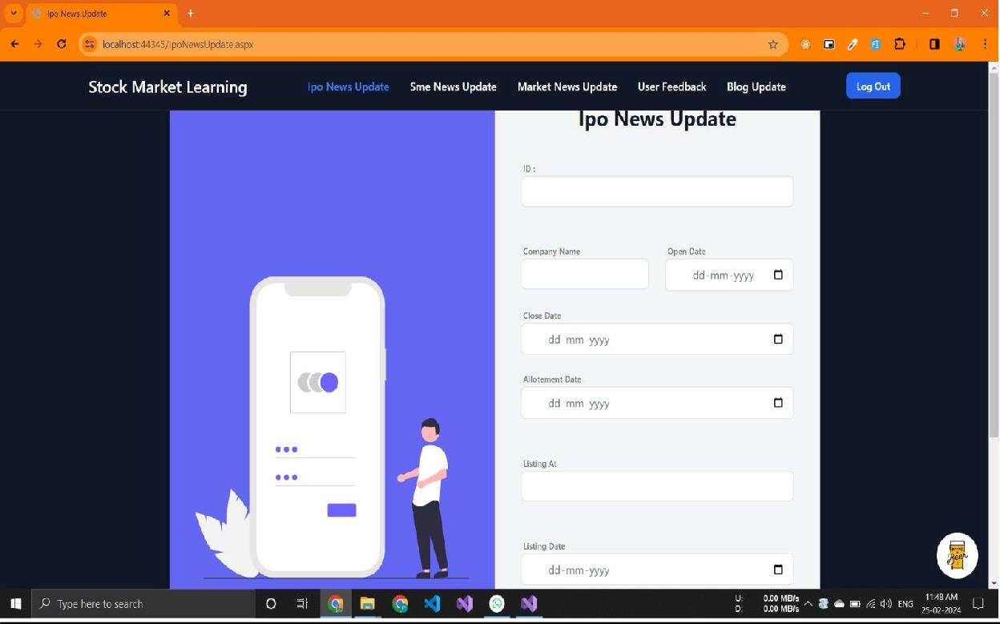 Ipo News Update
localhost:44345/IpoNewsUpdate.aspx
Stock Market Learning
Ipo News Update
Sme News Update
Market News Update
User Feedback
Blog Update
Log Out
Ipo News Update
ID :
Company Name
Open Date
dd-mm-yyyy
Close Date
dd mm yyyy
Allotement Date
dd-mm-yyyy
Listing At
Listing Date
dd-mm-yyyy
Beer
Type here to search
U: 0.00 MB/s
D: 0.00 MB/s
ENG
11:48 AM
25-02-2024